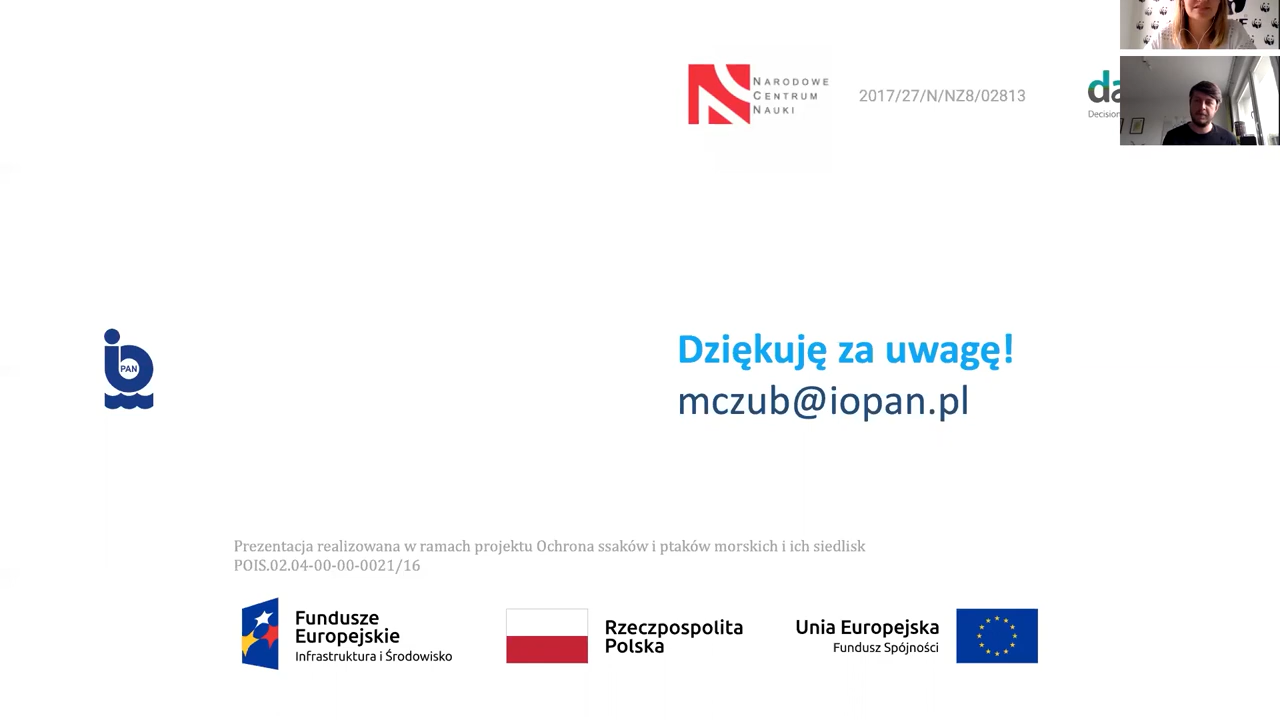 NARODOWE
CENTRUM
NAUKI
2017/27/N/NZ8/02813
da
Decision
PAN
Dziękuję za uwagę!
mczub@iopan.pl
Prezentacja realizowana w ramach projektu Ochrona ssaków i ptaków morskich i ich siedlisk
POIS.02.04-00-00-0021/16
Fundusze
Europejskie
Infrastruktura i Środowisko
Rzeczpospolita
Polska
Unia Europejska
Fundusz Spójności